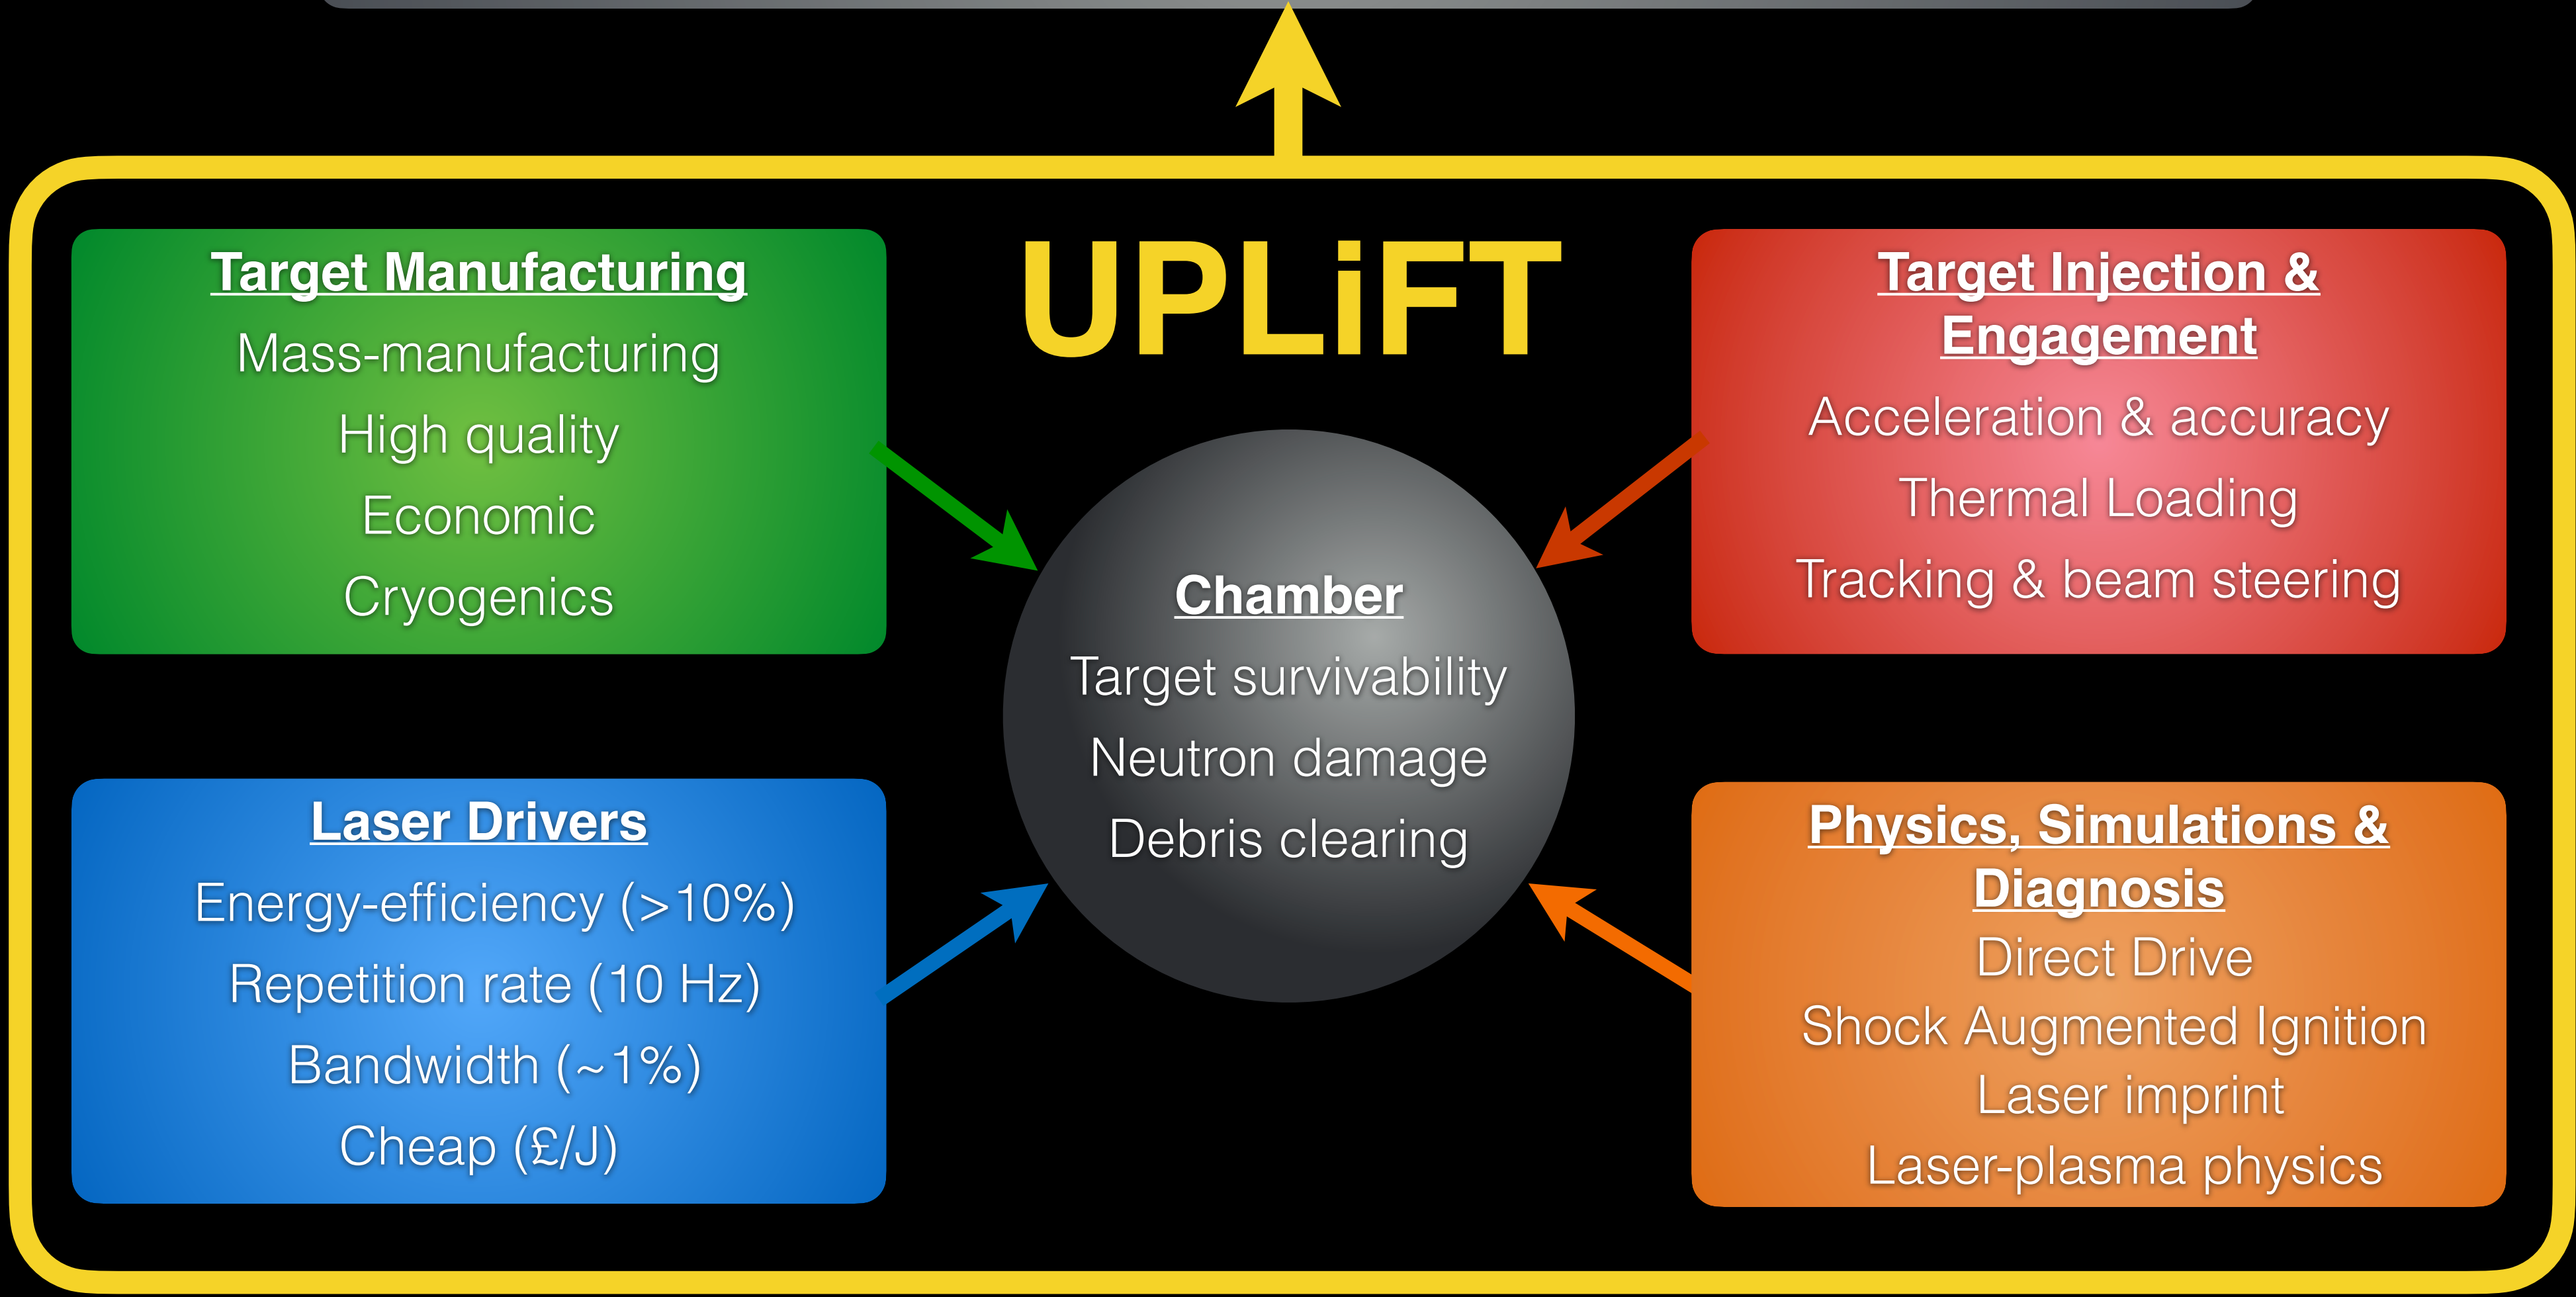 UPLiFT
Target Manufacturing
Mass-manufacturing
High quality
Economic
Cryogenics
Target Injection &
Engagement
Acceleration & accuracy
Thermal Loading
Tracking & beam steering
Chamber
Target survivability
Neutron damage
Debris clearing
Laser Drivers
Energy-efficiency (>10%)
Repetition rate (10 Hz)
Bandwidth (~1%)
Cheap (£/J)
Physics, Simulations &
Diagnosis
Direct Drive
Shock Augmented Ignition
Laser imprint
Laser-plasma physics